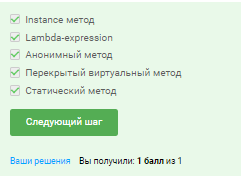 Instance метод
Lambda-expression
Анонимный метод
Перекрытый виртуальный метод
Статический метод
Следующий шаг
Ваши решения Вы получили: 1 балл из 1